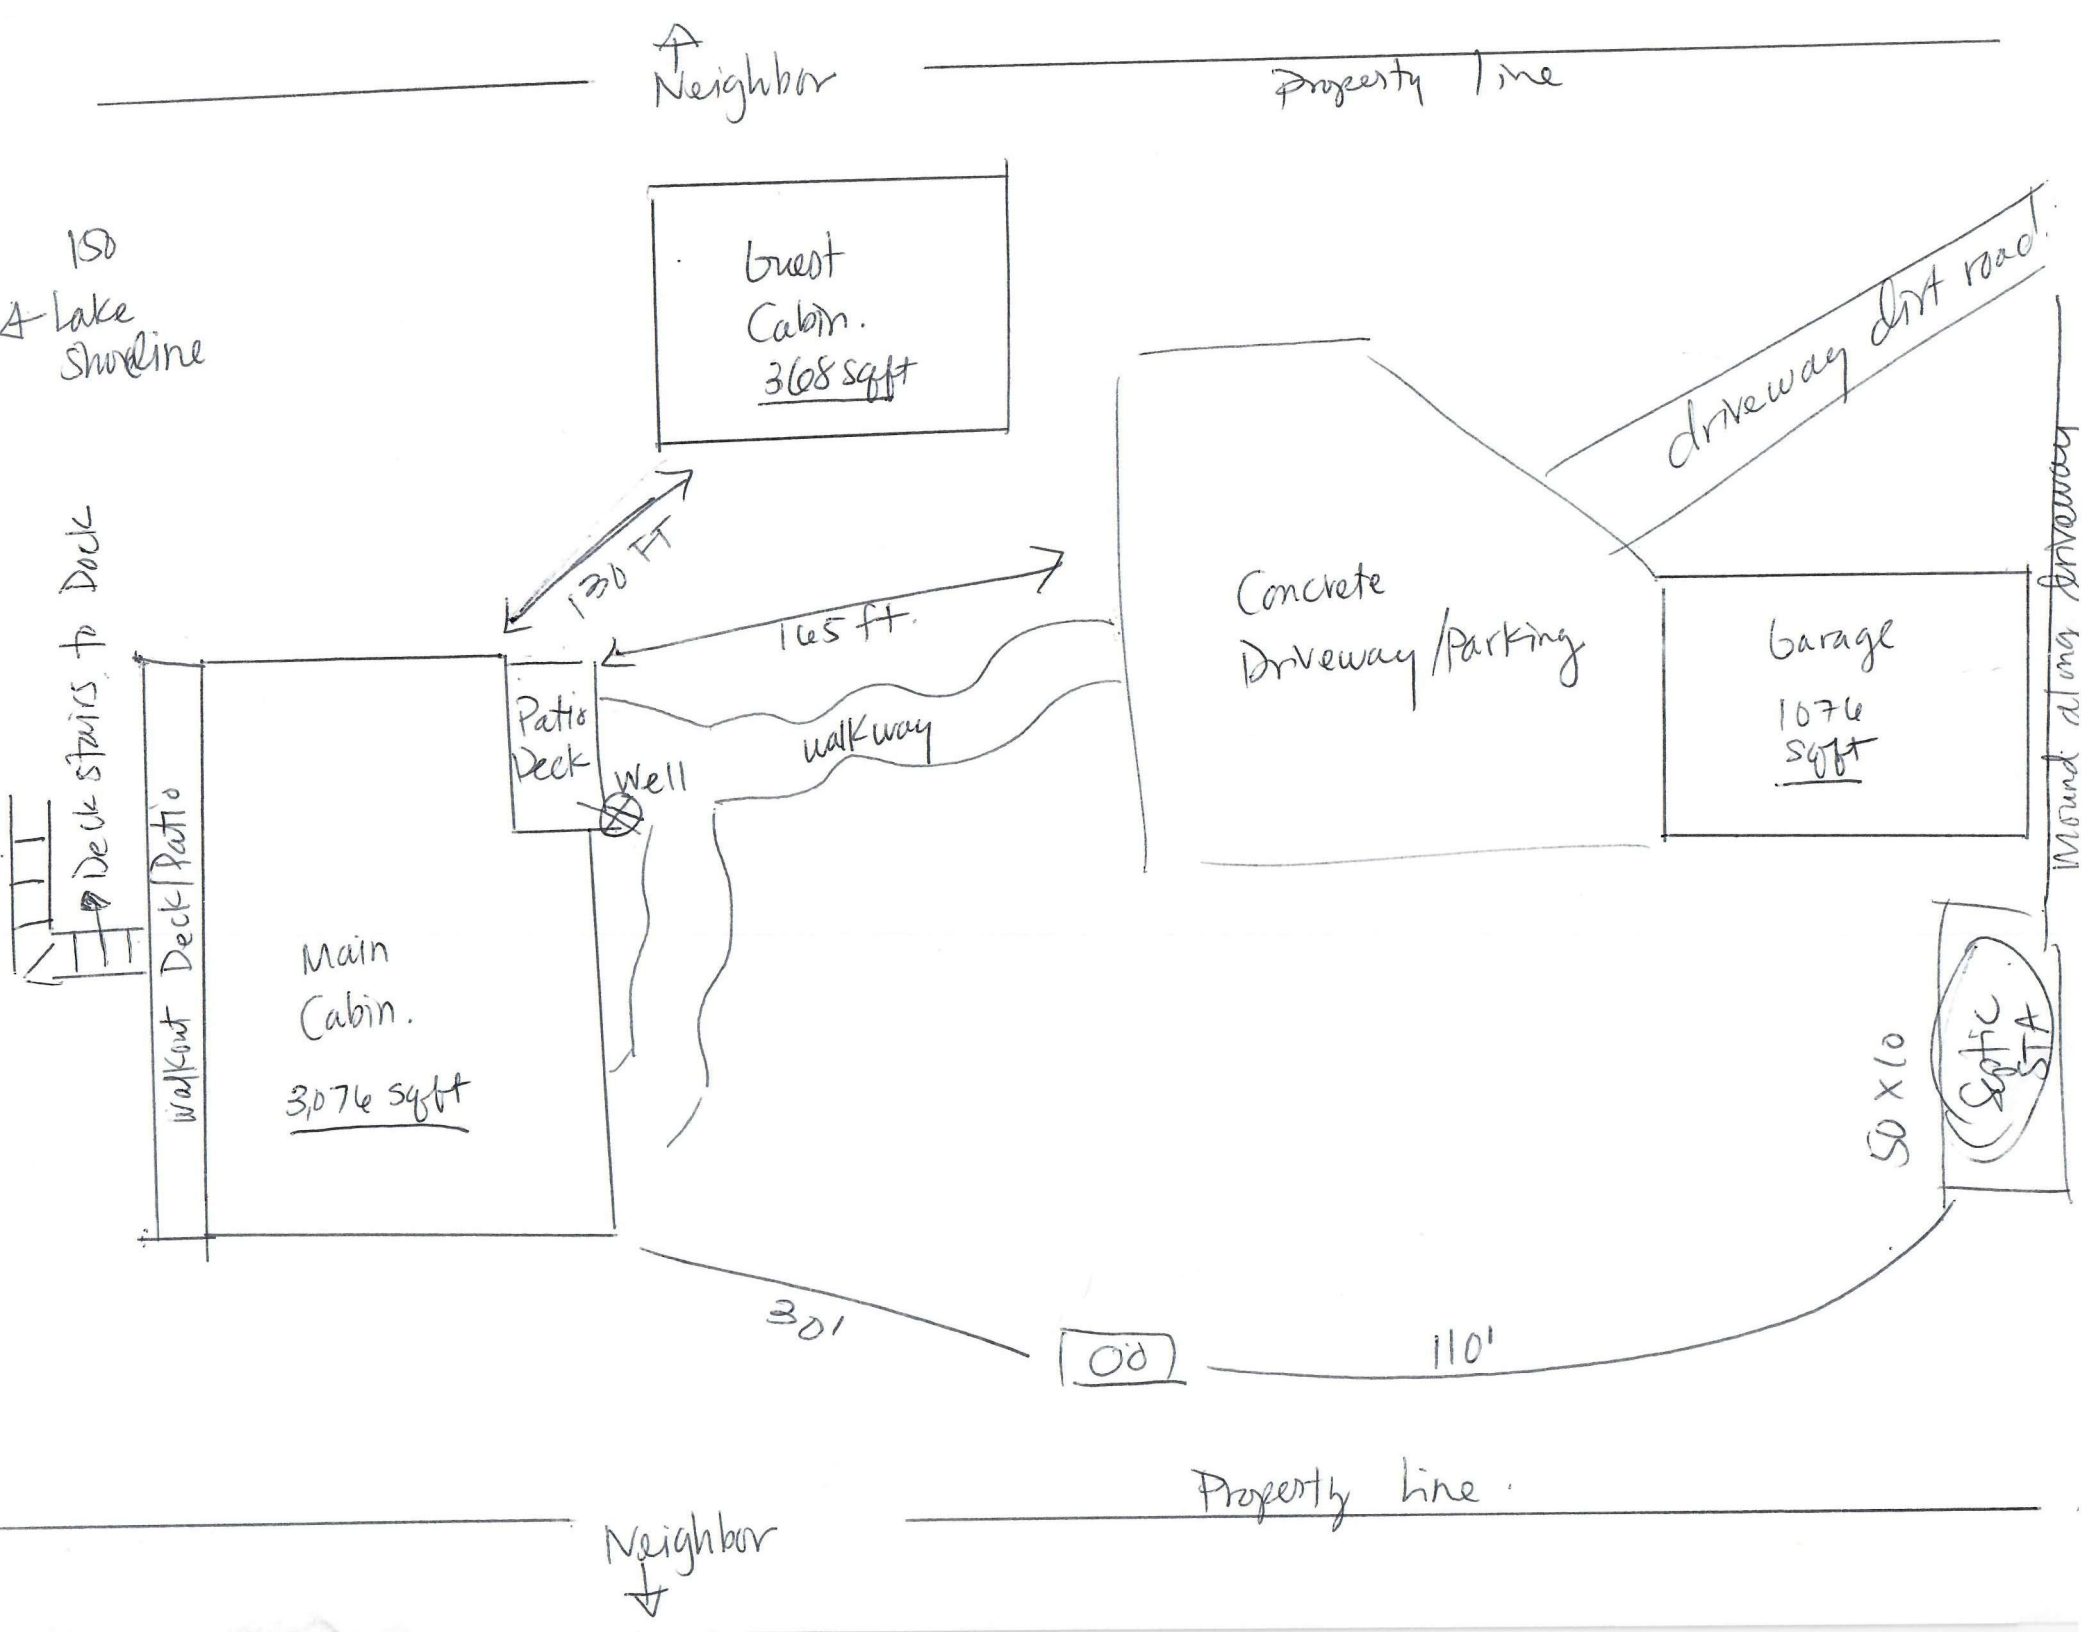 Neighbor
Property line
150
Lake
Shoreline
Guest
Cabin.
368 sqft
driveway dirt road.
130 FT
165 ft.
Concrete
Driveway/Parking
Garage
1076
sqft
Mound along driveway
Deck stairs to Dock
Patio
Deck
Well
walkway
Walkout Deck/Patio
Main
Cabin.
3,076 sqft
50 x 10
Septic
STA
30'
110'
Property Line.
Neighbor